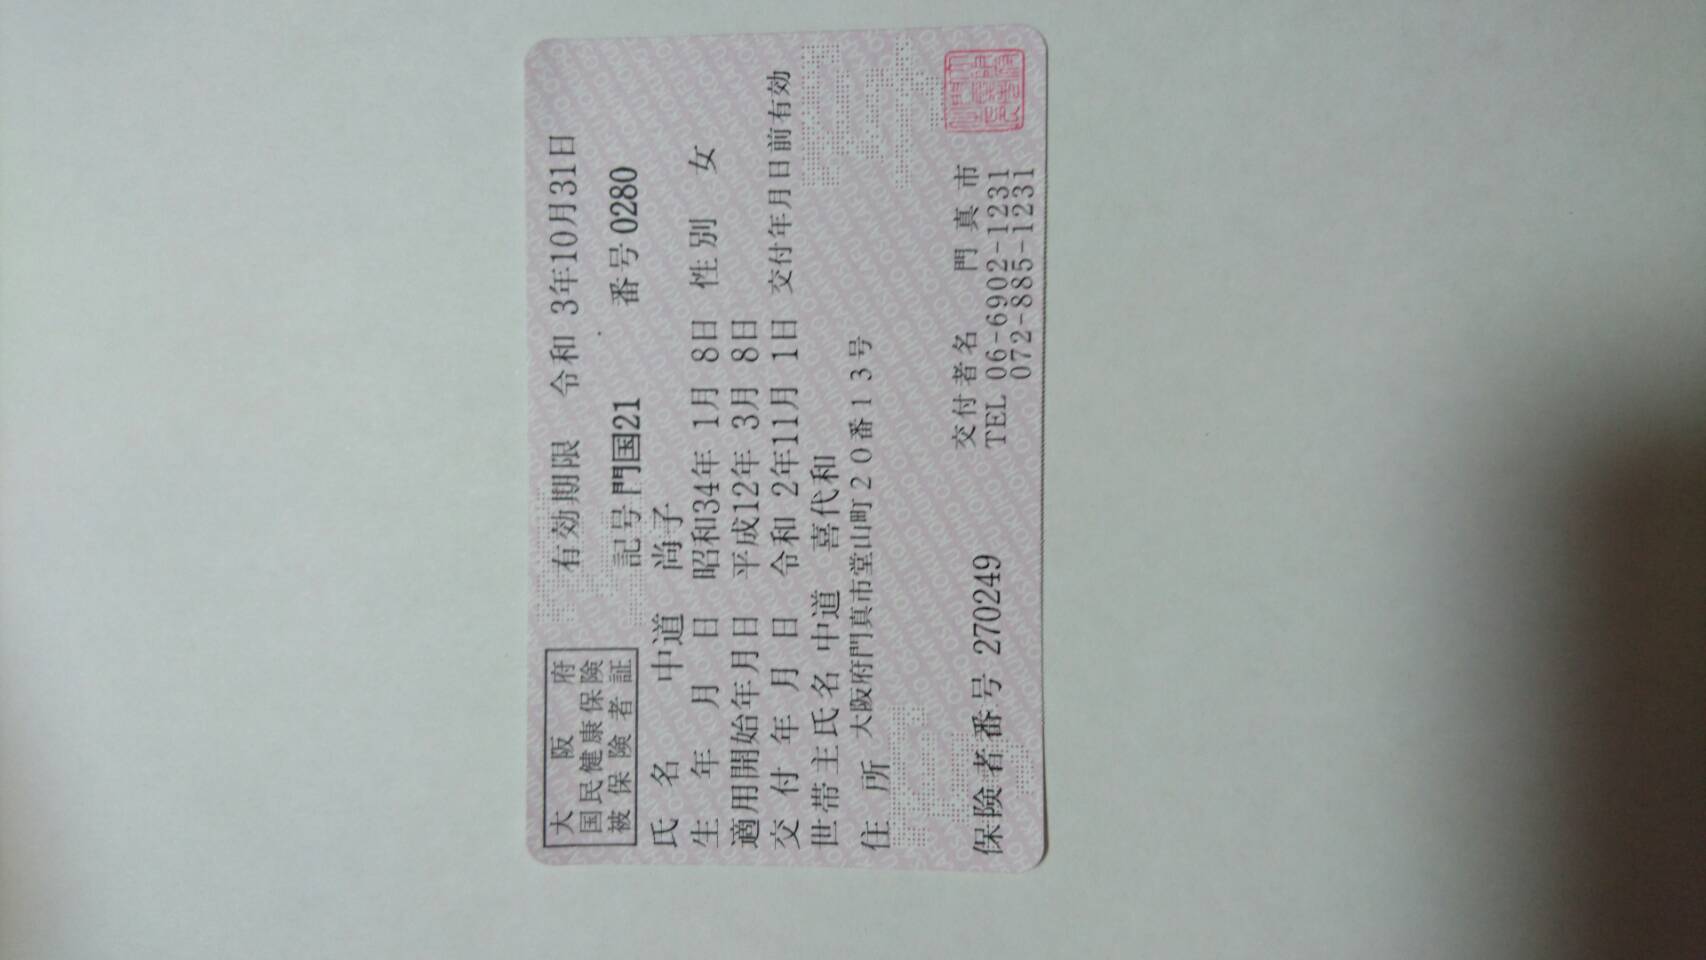 大阪府
国民健康保険
被保険者証
有効期限 令和 3年10月31日
記号 門国21 番号 0280
氏名 中道 尚子
生年月日 昭和34年 1月 8日 性別 女
適用開始年月日 平成12年 3月 8日
交付年月日 令和 2年11月 1日 交付年月日前有効
世帯主氏名 中道 喜代和
住所 大阪府門真市堂山町20番13号
保険者番号 270249
交付者名 門真市
TEL 06-6902-1231
072-885-1231